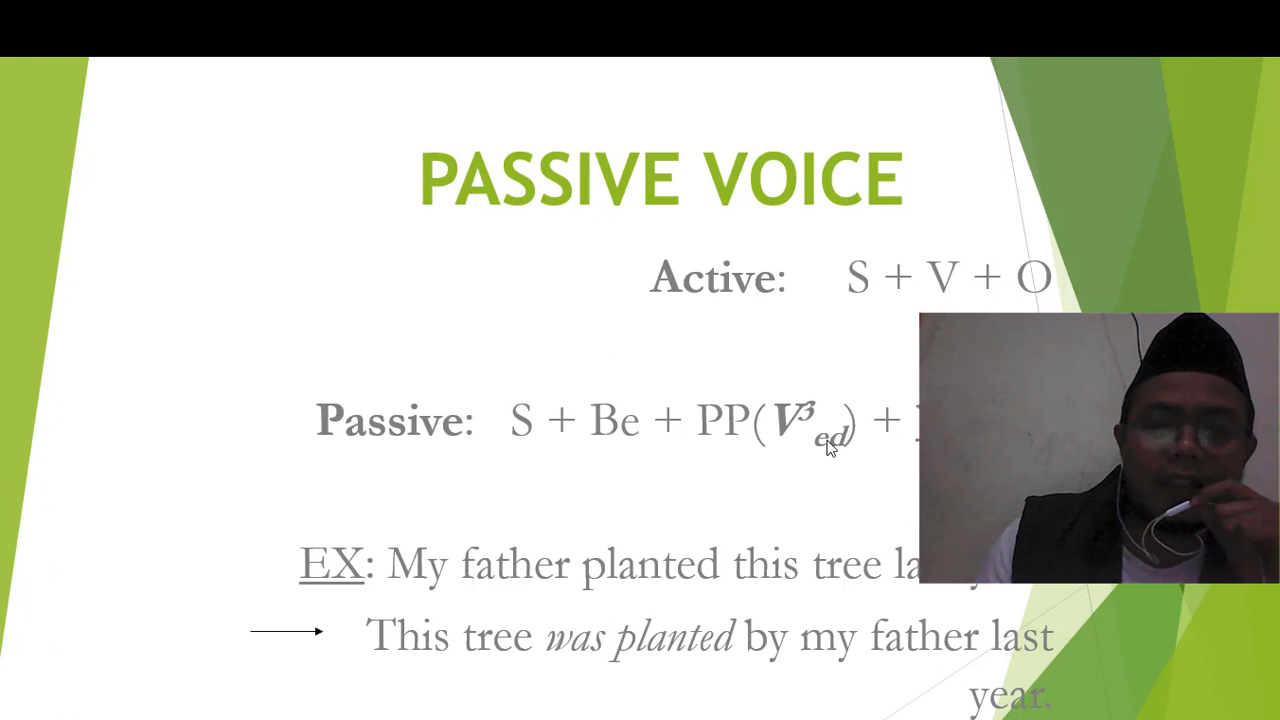 PASSIVE VOICE
Active: S + V + O
Passive: S + Be + PP(V³ed) +
EX: My father planted this tree
This tree was planted by my father last
year.